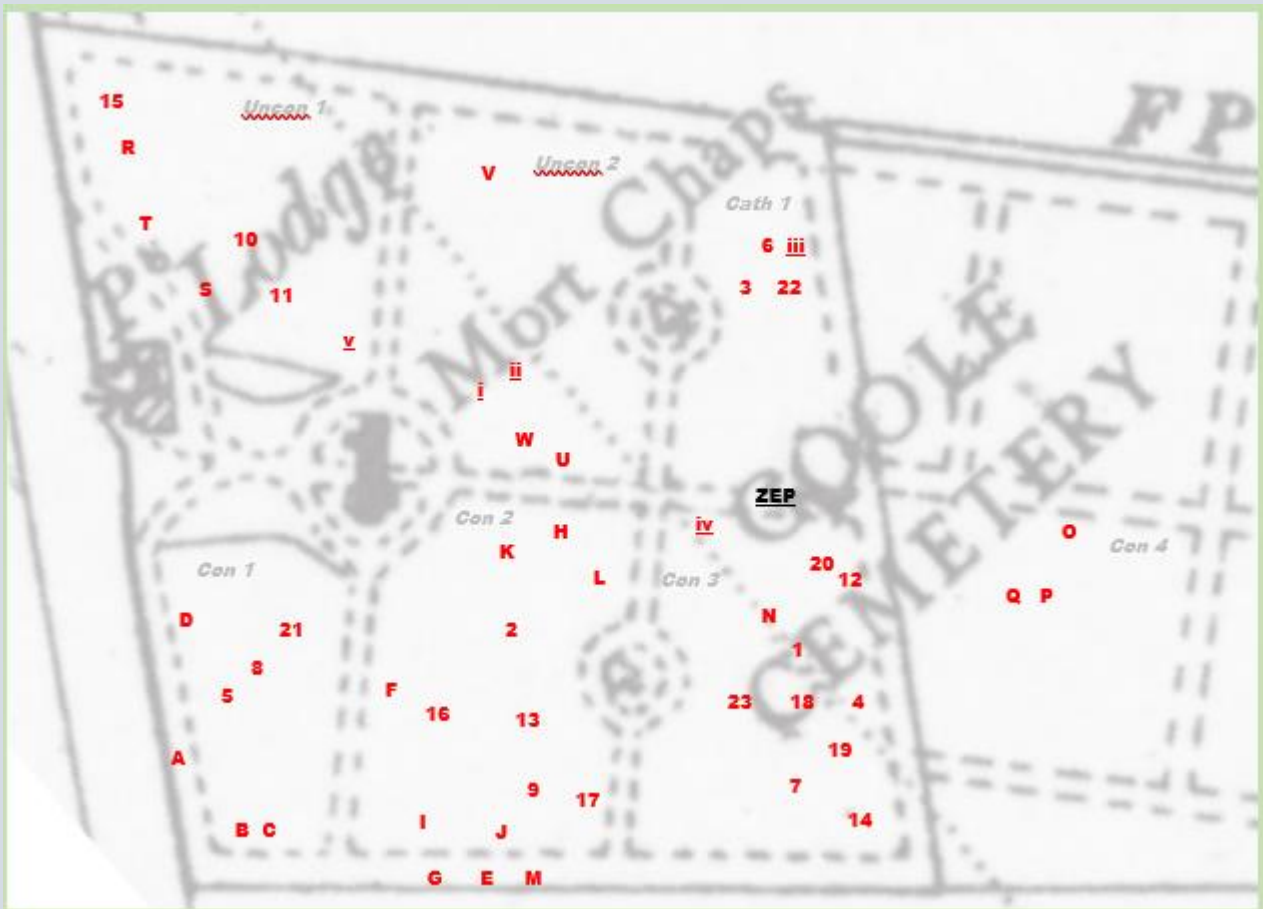 15
Uncon 1
R
V
Uncon 2
FP
Cath 1
T
10
6 iii
S
11
3 22
Lodge
Mort Chaps
v
ii
i
W
U
GOOLE
CEMETERY
ZEP
Con 2
iv
H
K
O
Con 4
Con 1
L
Con 3
20
12
Q P
D
21
2
N
1
8
5
F
16
13
23 18 4
A
19
9
17
7
I
J
14
B C
G E M